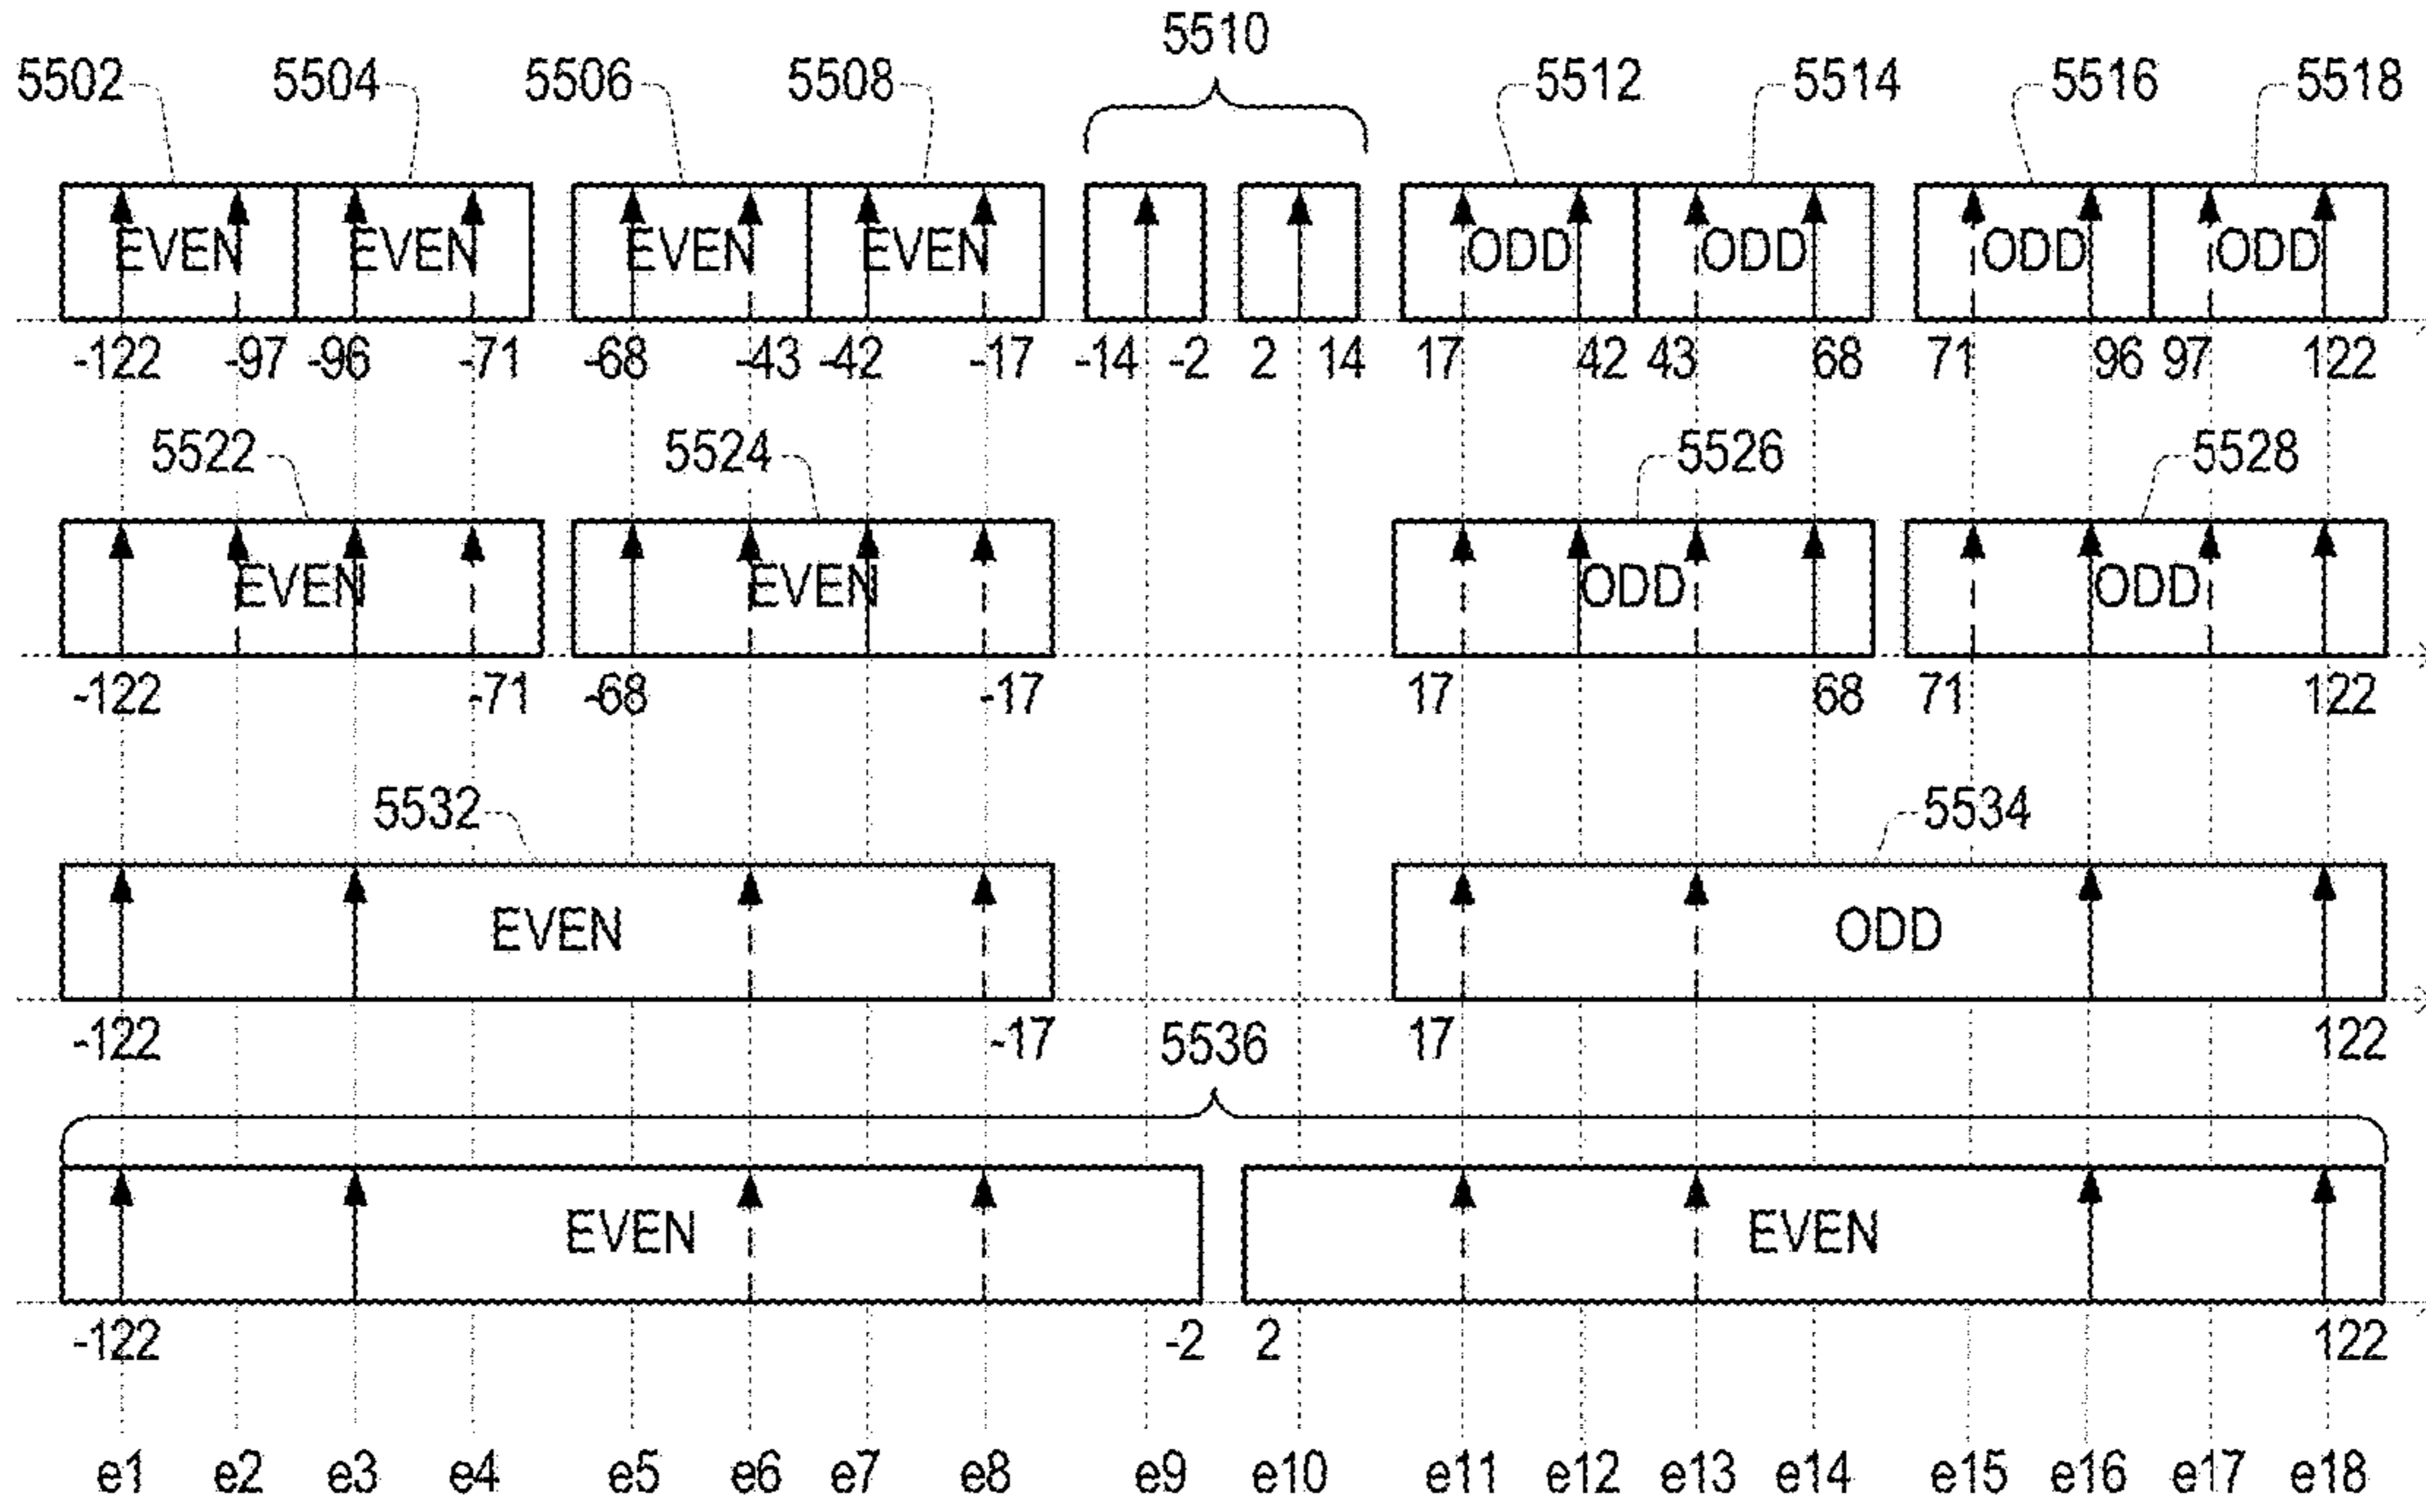 5510
5502 5504 5506 5508 5512 5514 5516 5518
EVEN EVEN EVEN EVEN ODD ODD ODD ODD
-122 -97 -96 -71 -68 -43 -42 -17 -14 -2 2 14 17 42 43 68 71 96 97 122
5522 5524 5526 5528
EVEN EVEN ODD ODD
-122 -71 -68 -17 17 68 71 122
5532 5534
EVEN ODD
-122 -17 17 122
5536
EVEN EVEN
-122 -2 2 122
e1 e2 e3 e4 e5 e6 e7 e8 e9 e10 e11 e12 e13 e14 e15 e16 e17 e18